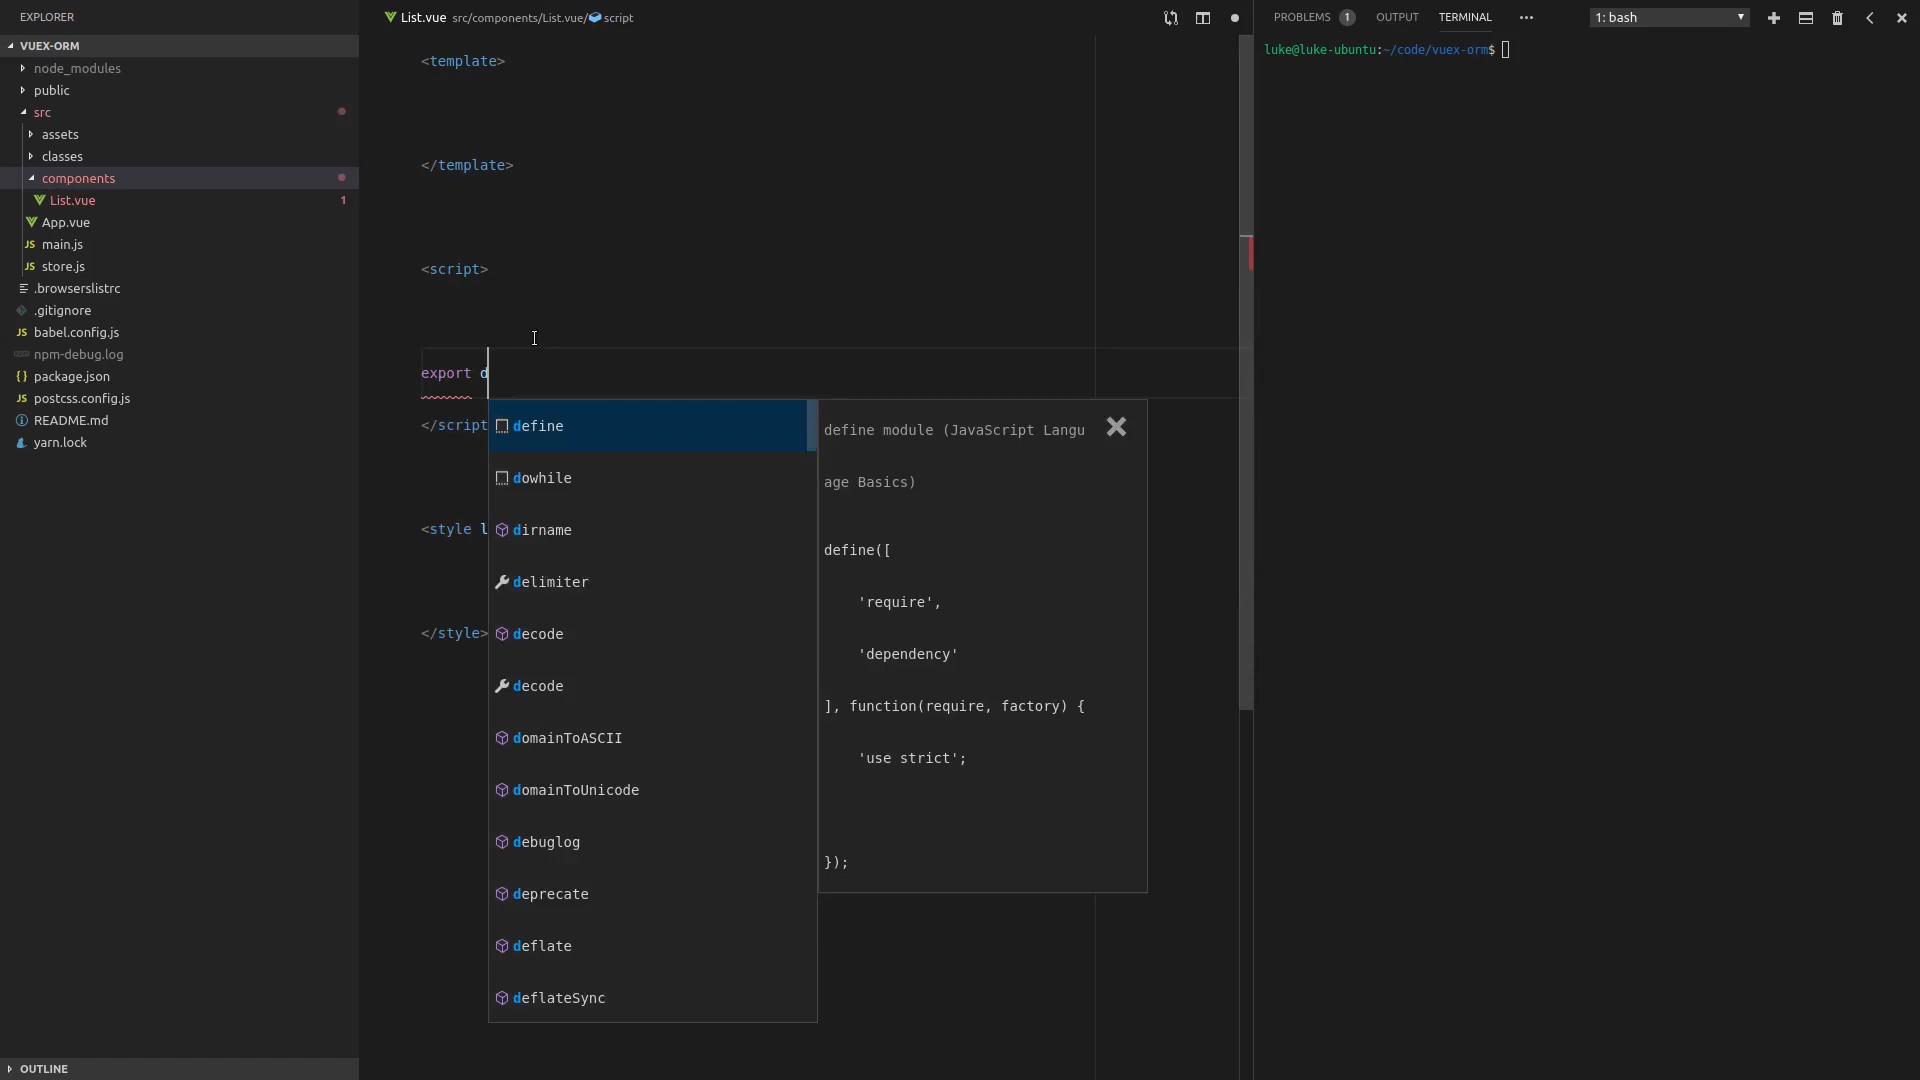 EXPLORER
VUEX-ORM
node_modules
public
src
assets
classes
components
List.vue 1
App.vue
JS main.js
JS store.js
.browserslistrc
.gitignore
JS babel.config.js
npm-debug.log
{} package.json
JS postcss.config.js
README.md
yarn.lock
OUTLINE
List.vue src/components/List.vue/script
<template>
</template>
<script>
export d
</script
<style l
</style>
define
dowhile
dirname
delimiter
decode
decode
domainToASCII
domainToUnicode
debuglog
deprecate
deflate
deflateSync
define module (JavaScript Langu
age Basics)
define([
'require',
'dependency'
], function(require, factory) {
'use strict';
});
PROBLEMS 1 OUTPUT TERMINAL ••• 1: bash
luke@luke-ubuntu:~/code/vuex-orm$